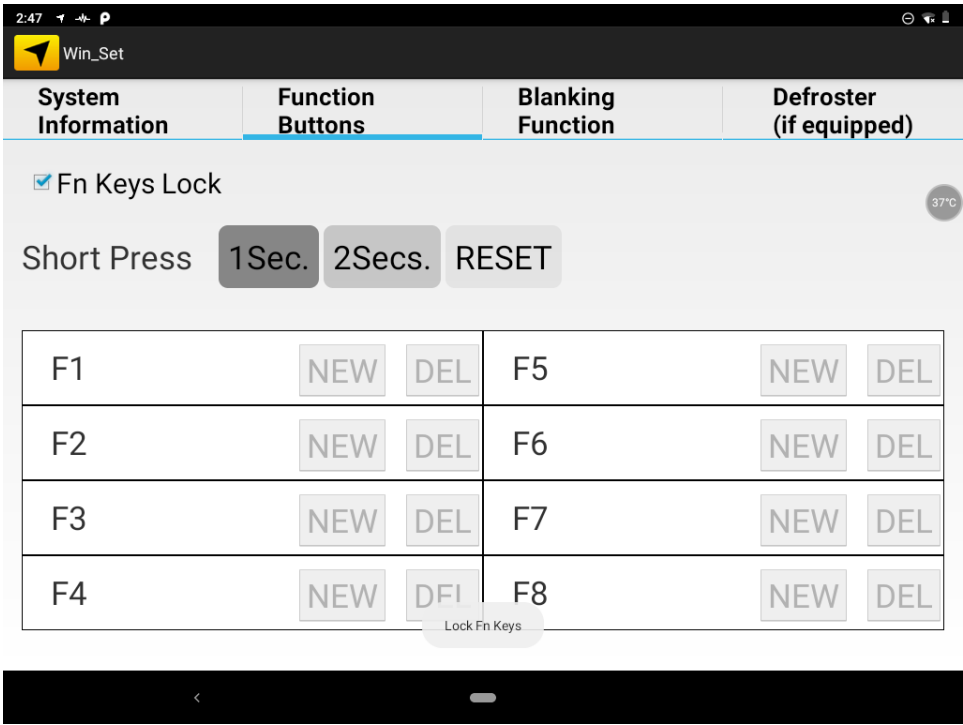 2:47
Win_Set
System
Information
Function
Buttons
Blanking
Function
Defroster
(if equipped)
Fn Keys Lock
37°C
Short Press 1Sec. 2Secs. RESET
F1 NEW DEL F5 NEW DEL
F2 NEW DEL F6 NEW DEL
F3 NEW DEL F7 NEW DEL
F4 NEW DEL F8 NEW DEL
Lock Fn Keys